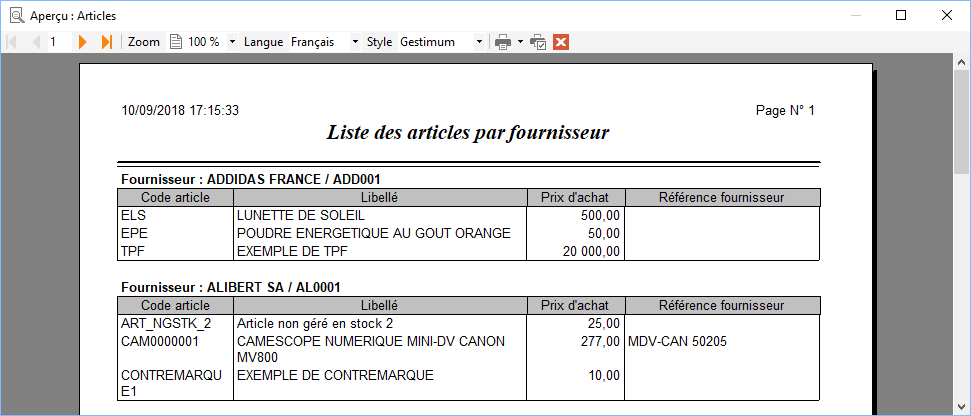 Aperçu : Articles
1 Zoom 100 % Langue Français Style Gestimum
10/09/2018 17:15:33 Page N° 1
Liste des articles par fournisseur
Fournisseur : ADDIDAS FRANCE / ADD001
Code article Libellé Prix d'achat Référence fournisseur
ELS LUNETTE DE SOLEIL 500,00
EPE POUDRE ENERGETIQUE AU GOUT ORANGE 50,00
TPF EXEMPLE DE TPF 20 000,00
Fournisseur : ALIBERT SA / AL0001
Code article Libellé Prix d'achat Référence fournisseur
ART_NGSTK_2 Article non géré en stock 2 25,00
CAM0000001 CAMESCOPE NUMERIQUE MINI-DV CANON 277,00 MDV-CAN 50205
MV800
CONTREMARQU EXEMPLE DE CONTREMARQUE 10,00
E1